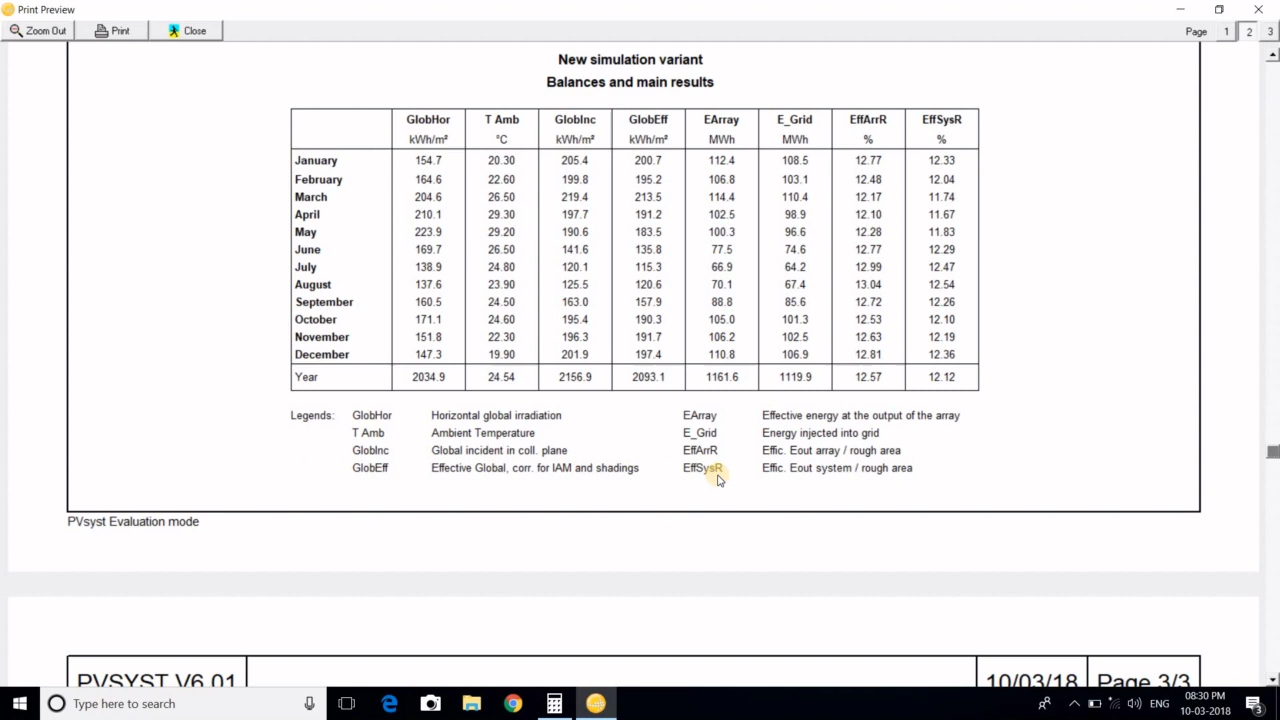 Print Preview
Zoom Out Print Close Page 1 2 3
New simulation variant
Balances and main results
GlobHor T Amb GlobInc GlobEff EArray E_Grid EffArrR EffSysR
kWh/m² °C kWh/m² kWh/m² MWh MWh % %
January 154.7 20.30 205.4 200.7 112.4 108.5 12.77 12.33
February 164.6 22.60 199.8 195.2 106.8 103.1 12.48 12.04
March 204.6 26.50 219.4 213.5 114.4 110.4 12.17 11.74
April 210.1 29.30 197.7 191.2 102.5 98.9 12.10 11.67
May 223.9 29.20 190.6 183.5 100.3 96.6 12.28 11.83
June 169.7 26.50 141.6 135.8 77.5 74.6 12.77 12.29
July 138.9 24.80 120.1 115.3 66.9 64.2 12.99 12.47
August 137.6 23.90 125.5 120.6 70.1 67.4 13.04 12.54
September 160.5 24.50 163.0 157.9 88.8 85.6 12.72 12.26
October 171.1 24.60 195.4 190.3 105.0 101.3 12.53 12.10
November 151.8 22.30 196.3 191.7 106.2 102.5 12.63 12.19
December 147.3 19.90 201.9 197.4 110.8 106.9 12.81 12.36
Year 2034.9 24.54 2156.9 2093.1 1161.6 1119.9 12.57 12.12
Legends: GlobHor Horizontal global irradiation EArray Effective energy at the output of the array
T Amb Ambient Temperature E_Grid Energy injected into grid
GlobInc Global incident in coll. plane EffArrR Effic. Eout array / rough area
GlobEff Effective Global, corr. for IAM and shadings EffSysR Effic. Eout system / rough area
PVsyst Evaluation mode
PVSYST V6.01 10/03/18 Page 3/3
Type here to search ENG 08:30 PM
10-03-2018 3